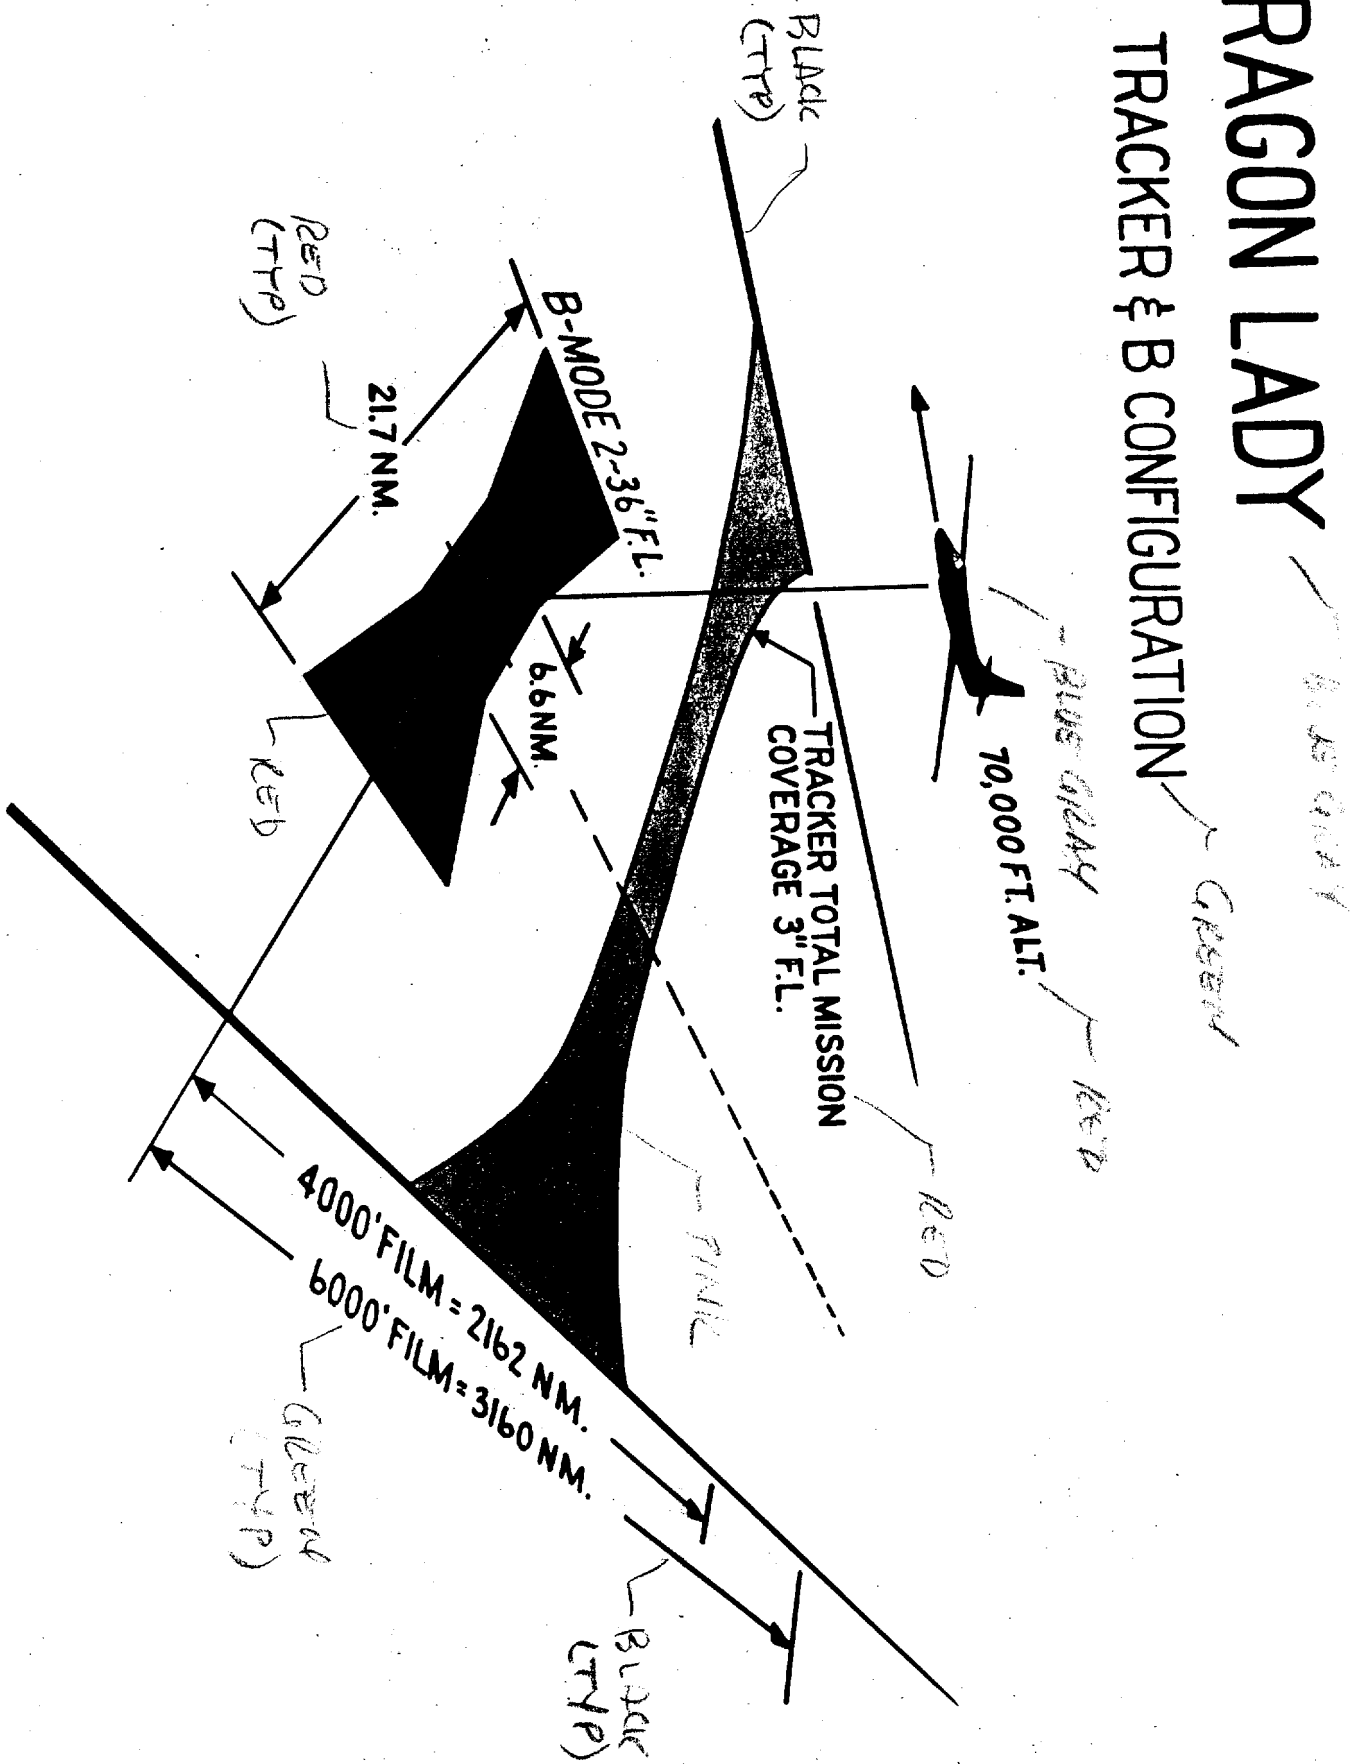 RAGON LADY
BLUE GRAY
TRACKER & B CONFIGURATION
GREEN
BLUE GRAY
70,000 FT. ALT.
RED
BLACK
(TYP)
TRACKER TOTAL MISSION
COVERAGE 3" F.L.
RED
B-MODE 2-36" F.L.
6.6 NM.
PINK
21.7 NM.
RED
(TYP)
RED
4000' FILM = 2162 NM.
6000' FILM = 3160 NM.
GREEN
(TYP)
BLACK
(TYP)